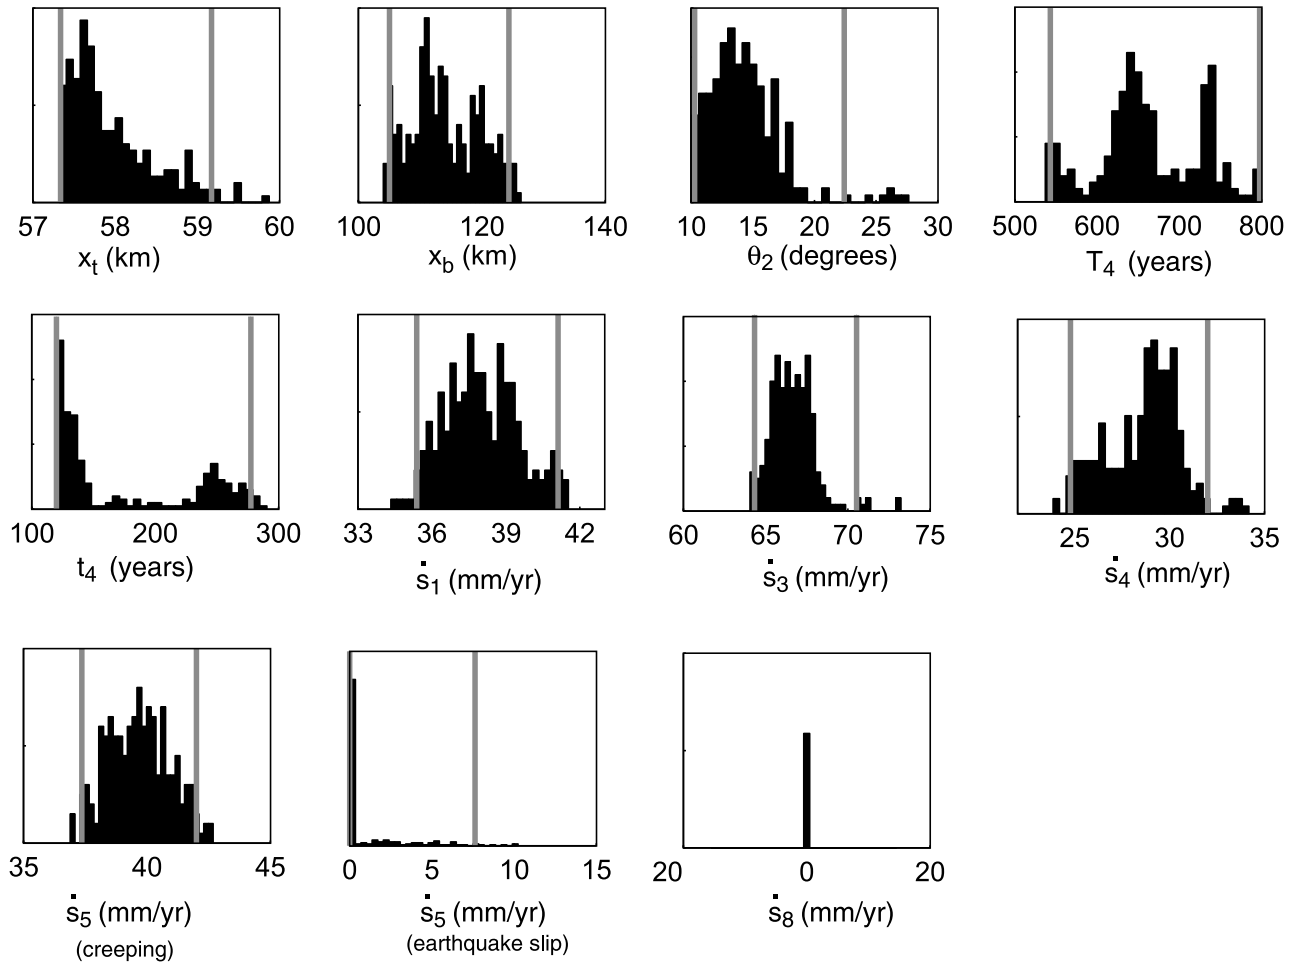 57 58 59 60
x_t (km)
100 120 140
x_b (km)
10 15 20 25 30
θ_2 (degrees)
500 600 700 800
T_4 (years)
100 200 300
t_4 (years)
33 36 39 42
ṡ_1 (mm/yr)
60 65 70 75
ṡ_3 (mm/yr)
25 30 35
ṡ_4 (mm/yr)
35 40 45
ṡ_5 (mm/yr)
(creeping)
0 5 10 15
ṡ_5 (mm/yr)
(earthquake slip)
20 0 20
ṡ_8 (mm/yr)